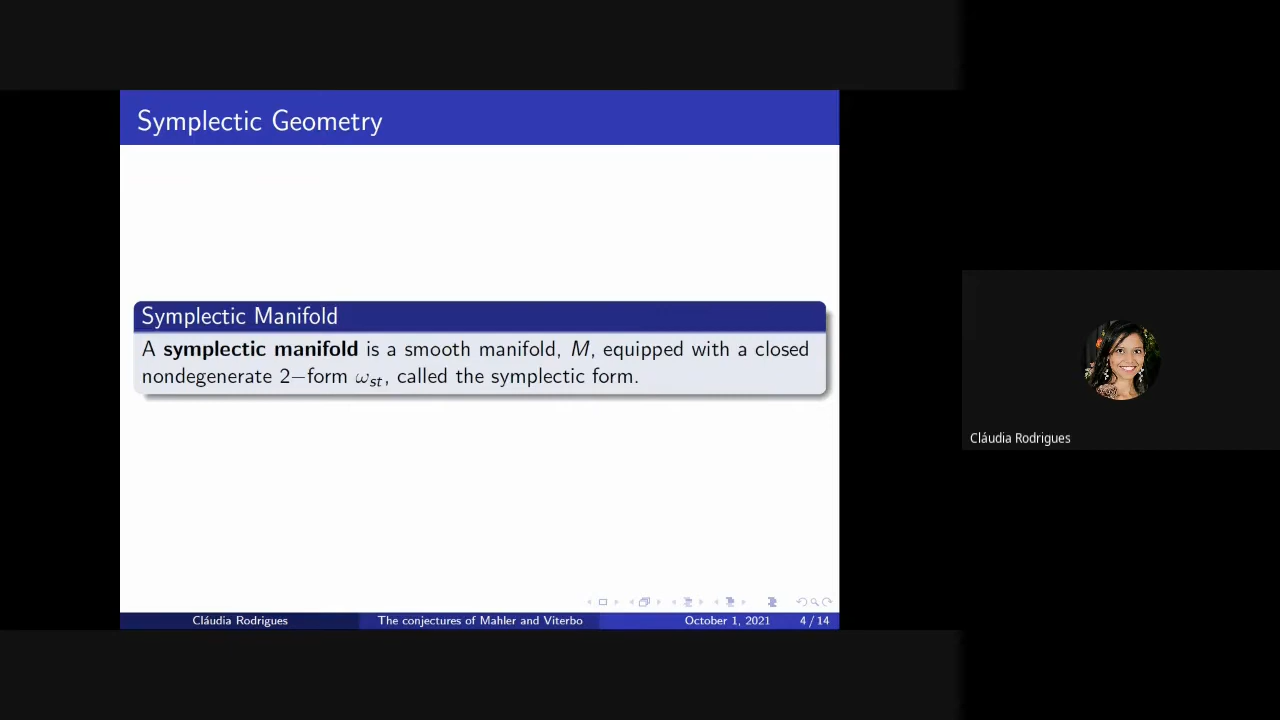 Symplectic Geometry
Symplectic Manifold
A symplectic manifold is a smooth manifold, M, equipped with a closed
nondegenerate 2−form ωst, called the symplectic form.
Cláudia Rodrigues
Cláudia Rodrigues The conjectures of Mahler and Viterbo October 1, 2021 4 / 14